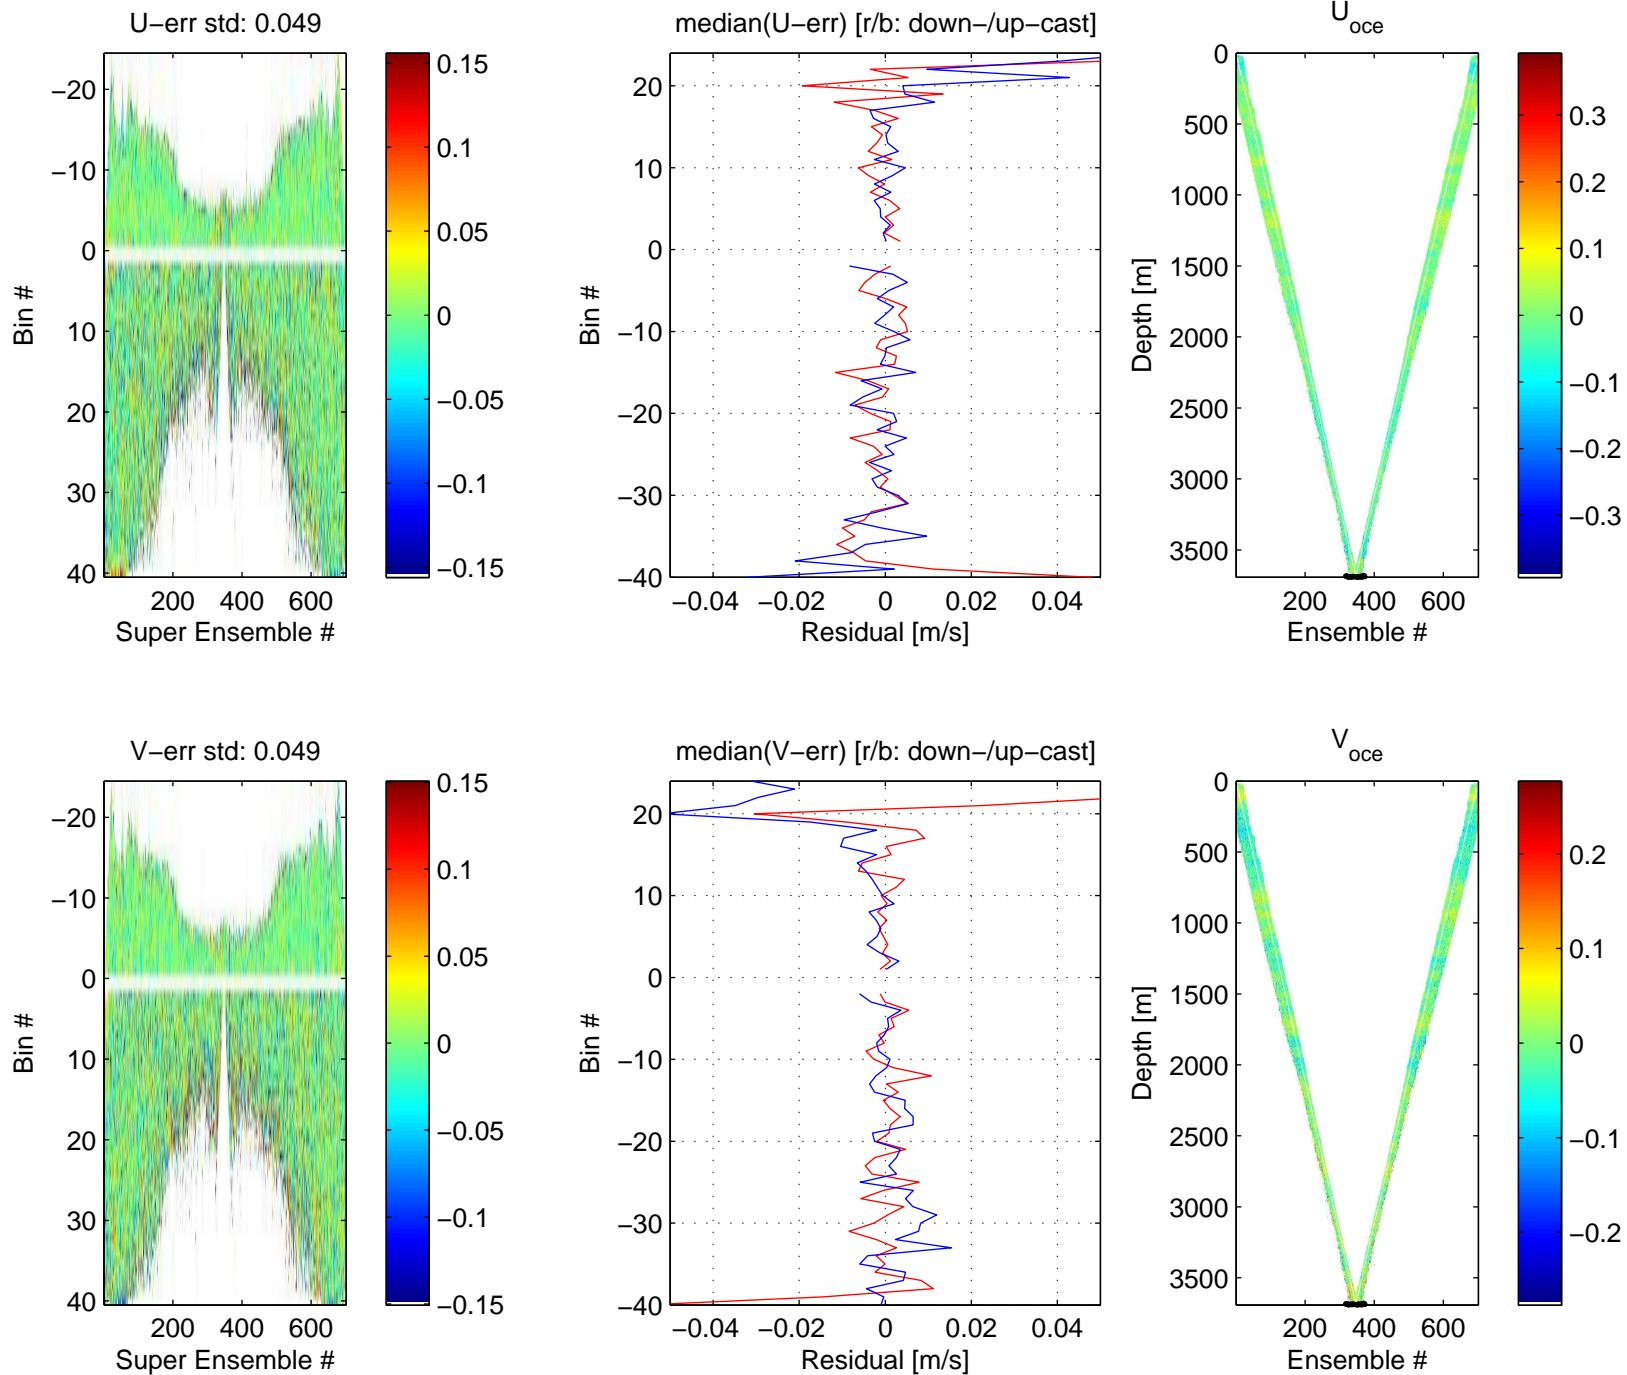 U−err std: 0.049
−20
−10
0
10
20
30
40
Bin #
200 400 600
Super Ensemble #
0.15
0.1
0.05
0
−0.05
−0.1
−0.15
median(U−err) [r/b: down−/up−cast]
20
10
0
−10
−20
−30
−40
Bin #
−0.04 −0.02 0 0.02 0.04
Residual [m/s]
Uoce
0
500
1000
1500
2000
2500
3000
3500
Depth [m]
200 400 600
Ensemble #
0.3
0.2
0.1
0
−0.1
−0.2
−0.3
V−err std: 0.049
−20
−10
0
10
20
30
40
Bin #
200 400 600
Super Ensemble #
0.15
0.1
0.05
0
−0.05
−0.1
−0.15
median(V−err) [r/b: down−/up−cast]
20
10
0
−10
−20
−30
−40
Bin #
−0.04 −0.02 0 0.02 0.04
Residual [m/s]
Voce
0
500
1000
1500
2000
2500
3000
3500
Depth [m]
200 400 600
Ensemble #
0.2
0.1
0
−0.1
−0.2